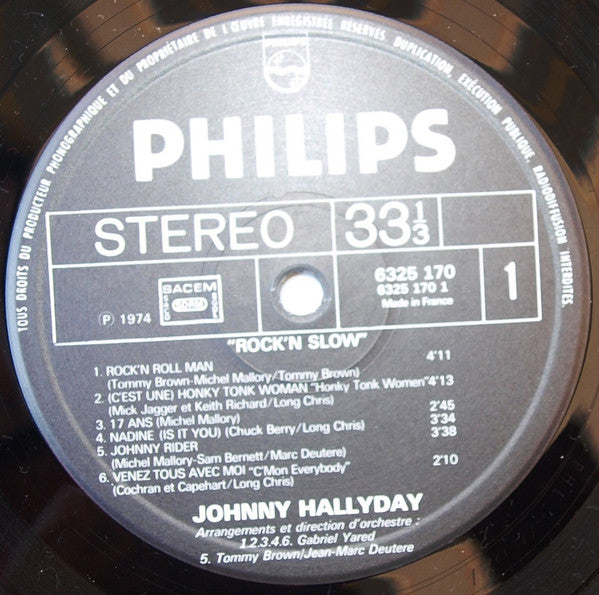 TOUS DROITS DU PRODUCTEUR PHONOGRAPHIQUE ET DU PROPRIÉTAIRE DE L'ŒUVRE ENREGISTRÉE RÉSERVÉS. DUPLICATION, EXÉCUTION PUBLIQUE, RADIODIFFUSION INTERDITES.
PHILIPS
PHILIPS
STEREO
33 1/3
6325 170
6325 170 1
Made in France
1
℗ 1974
SACEM
"ROCK'N SLOW"
1. ROCK'N ROLL MAN 4'11
(Tommy Brown-Michel Mallory/Tommy Brown)
2. (C'EST UNE) HONKY TONK WOMAN "Honky Tonk Women" 4'13
(Mick Jagger et Keith Richard/Long Chris)
3. 17 ANS (Michel Mallory) 2'45
4. NADINE (IS IT YOU) (Chuck Berry/Long Chris) 3'34
5. JOHNNY RIDER 3'38
(Michel Mallory-Sam Bernett/Marc Deutere)
6. VENEZ TOUS AVEC MOI "C'Mon Everybody" 2'10
(Cochran et Capehart/Long Chris)
JOHNNY HALLYDAY
Arrangements et direction d'orchestre :
1.2.3.4.6. Gabriel Yared
5. Tommy Brown/Jean-Marc Deutere